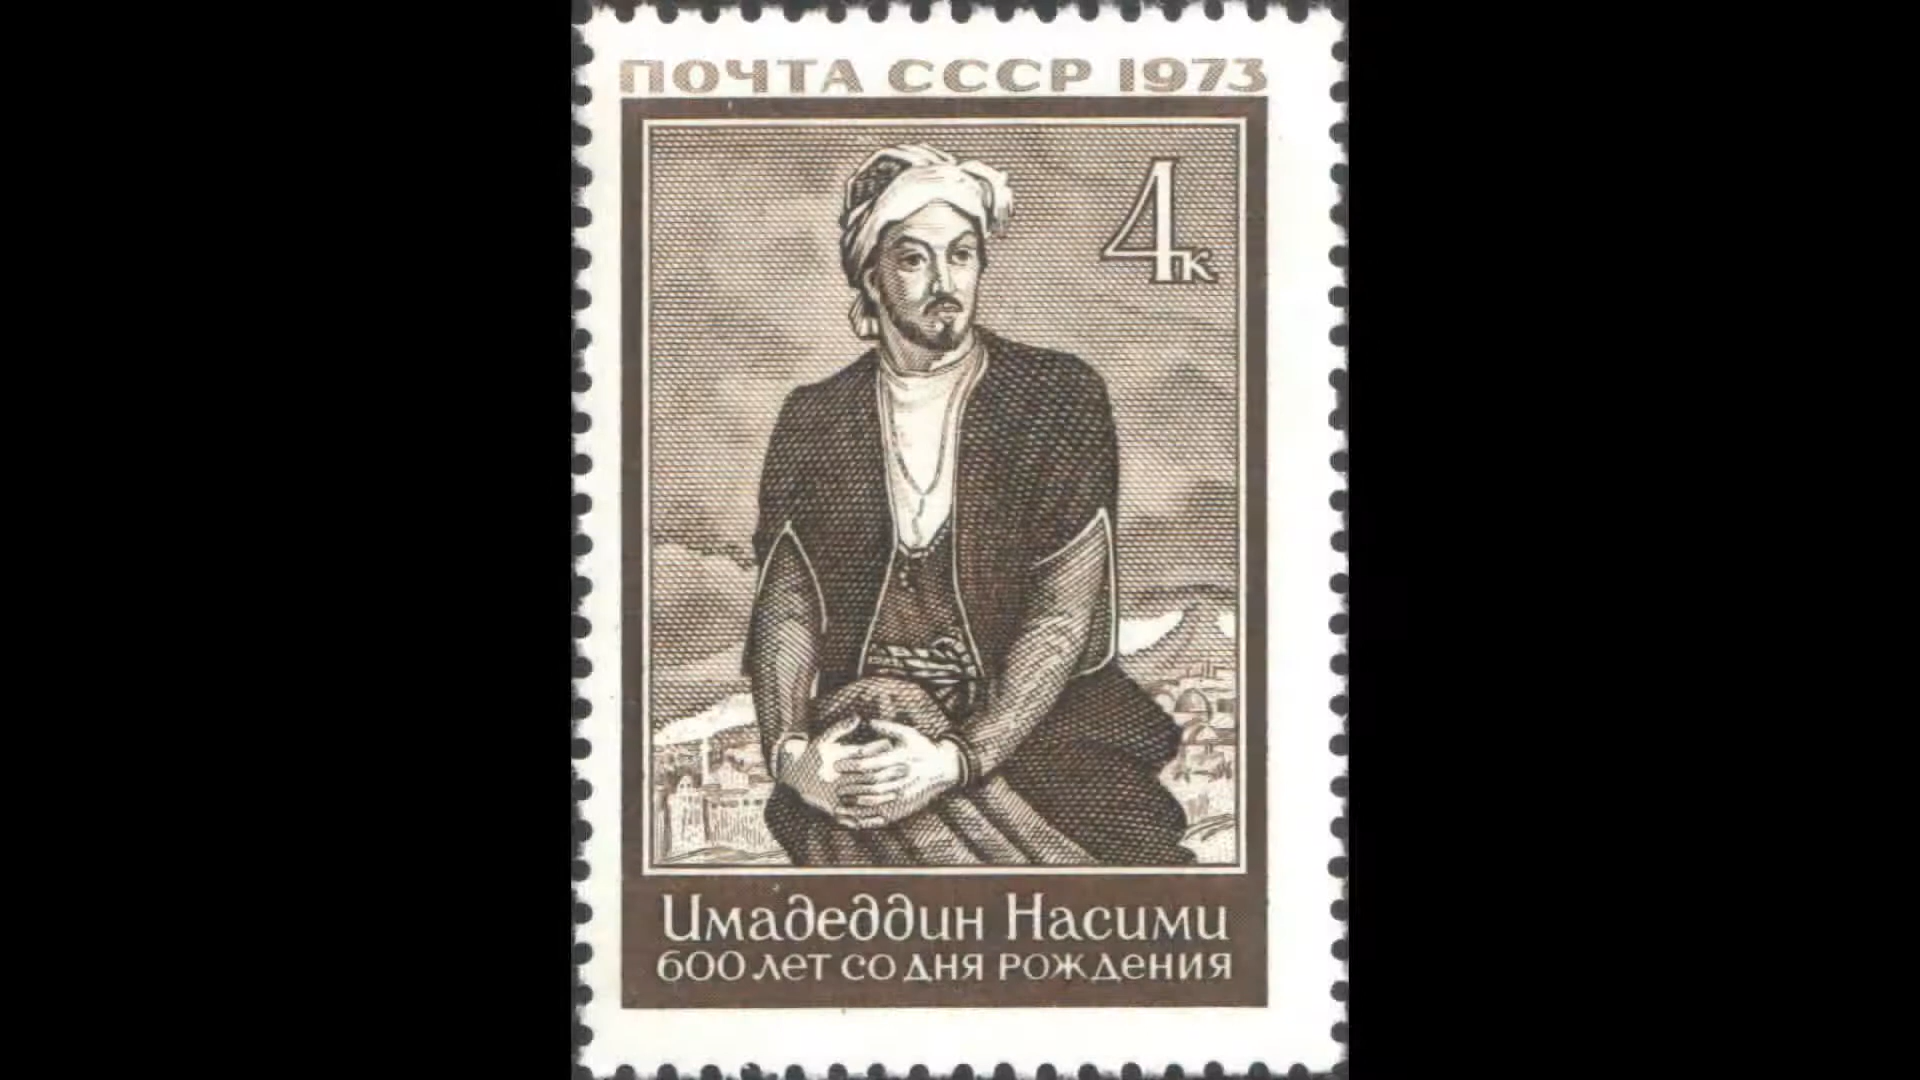 ПОЧТА СССР 1973
4к
Имадеддин Насими
600 лет со дня рождения